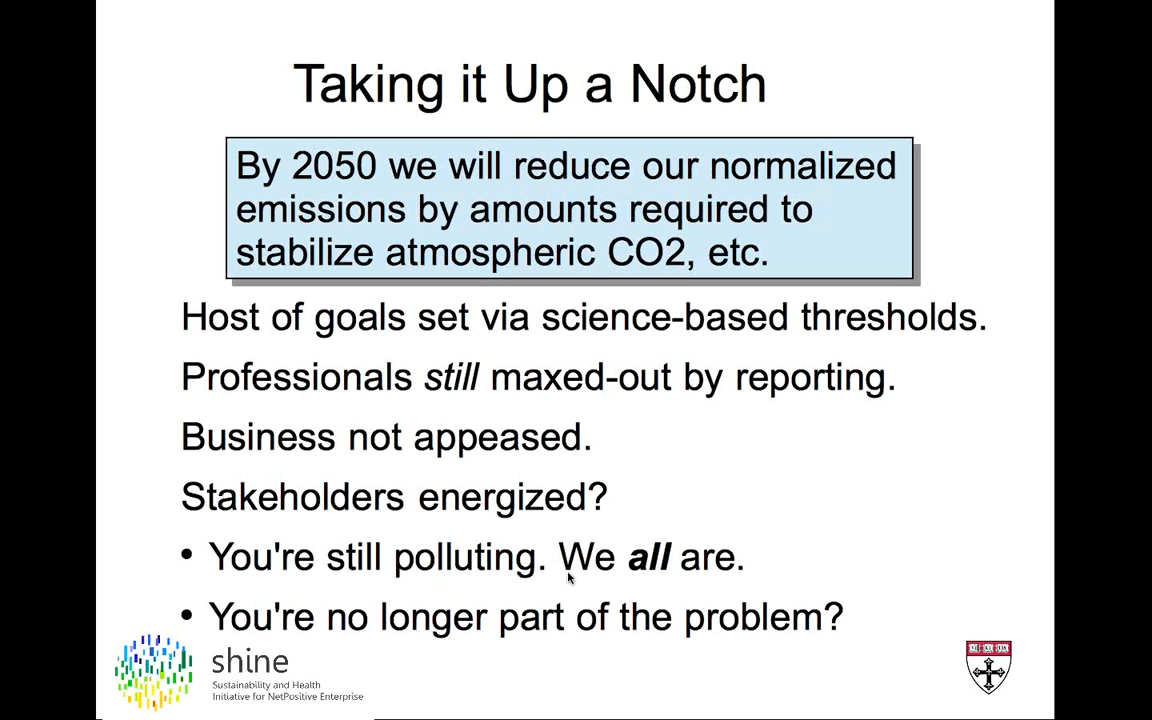 Taking it Up a Notch
By 2050 we will reduce our normalized
emissions by amounts required to
stabilize atmospheric CO2, etc.
Host of goals set via science-based thresholds.
Professionals still maxed-out by reporting.
Business not appeased.
Stakeholders energized?
• You're still polluting. We all are.
• You're no longer part of the problem?
shine
Sustainability and Health
Initiative for NetPositive Enterprise